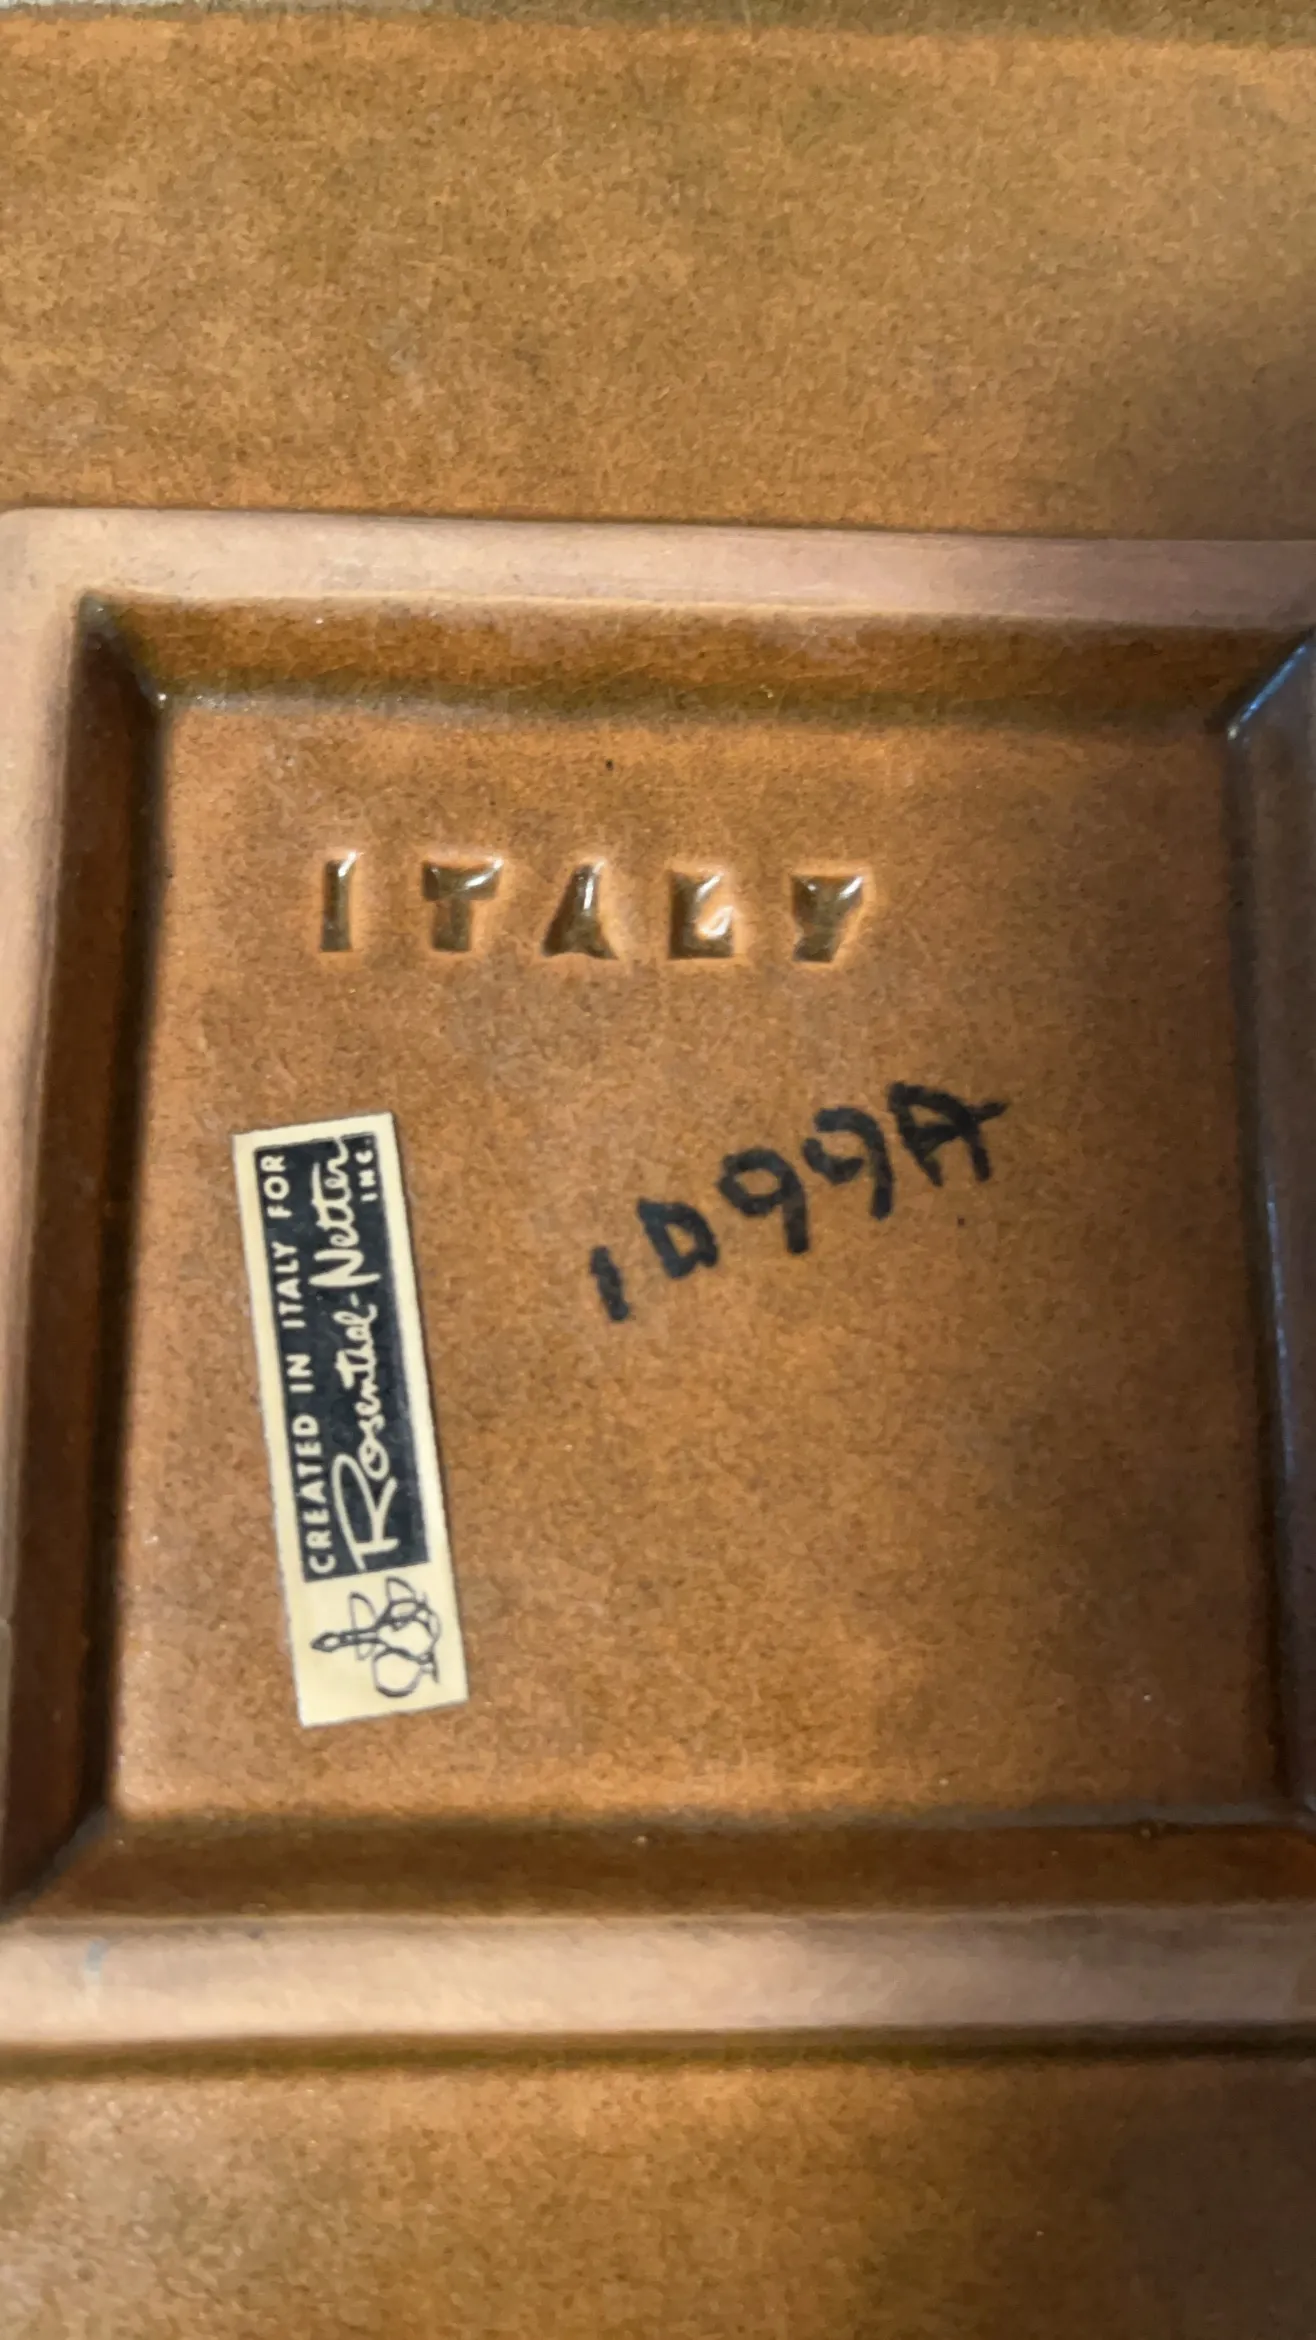 ITALY
1099A
CREATED IN ITALY FOR
Rosenthal-Netter
INC.